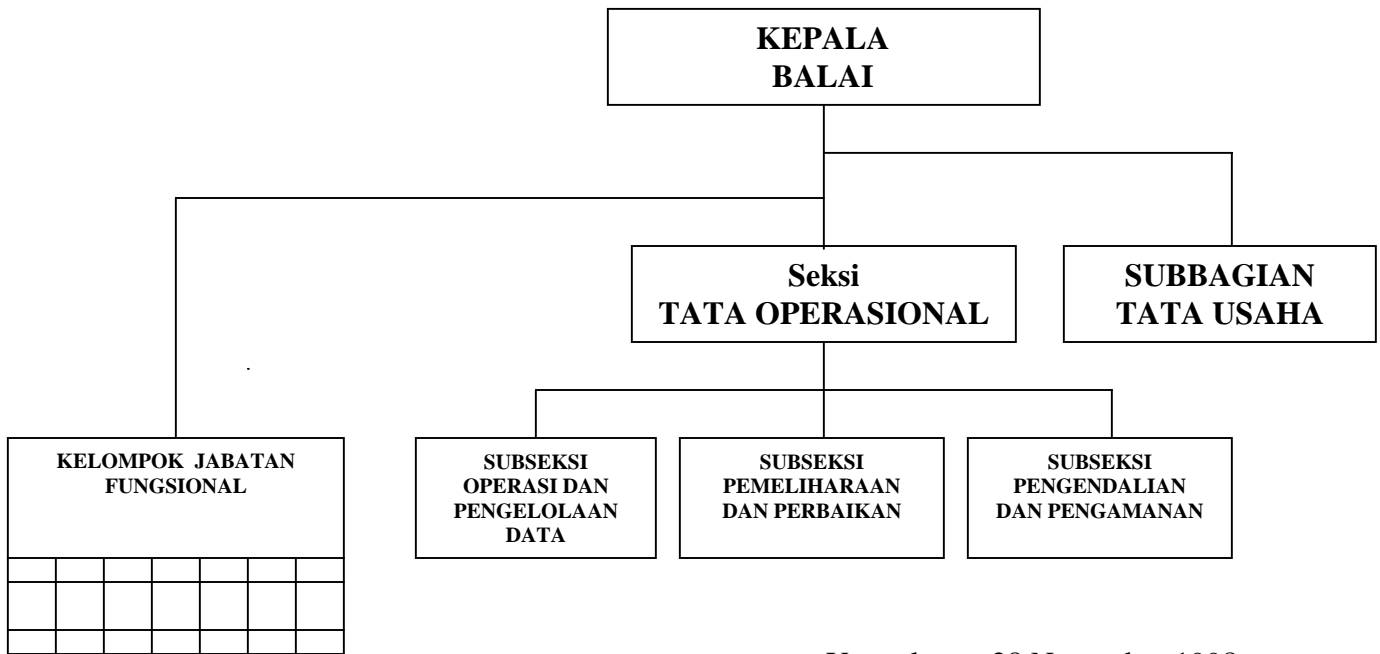 KEPALA
BALAI
Seksi
TATA OPERASIONAL
SUBBAGIAN
TATA USAHA
KELOMPOK JABATAN
FUNGSIONAL
SUBSEKSI
OPERASI DAN
PENGELOLAAN
DATA
SUBSEKSI
PEMELIHARAAN
DAN PERBAIKAN
SUBSEKSI
PENGENDALIAN
DAN PENGAMANAN